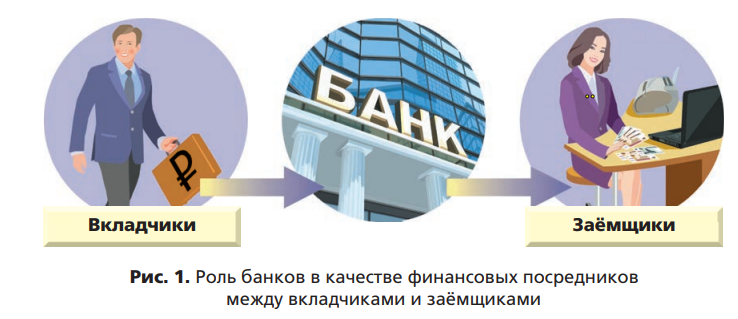 БАНК
₽
Вкладчики
Заёмщики
Рис. 1. Роль банков в качестве финансовых посредников
между вкладчиками и заёмщиками